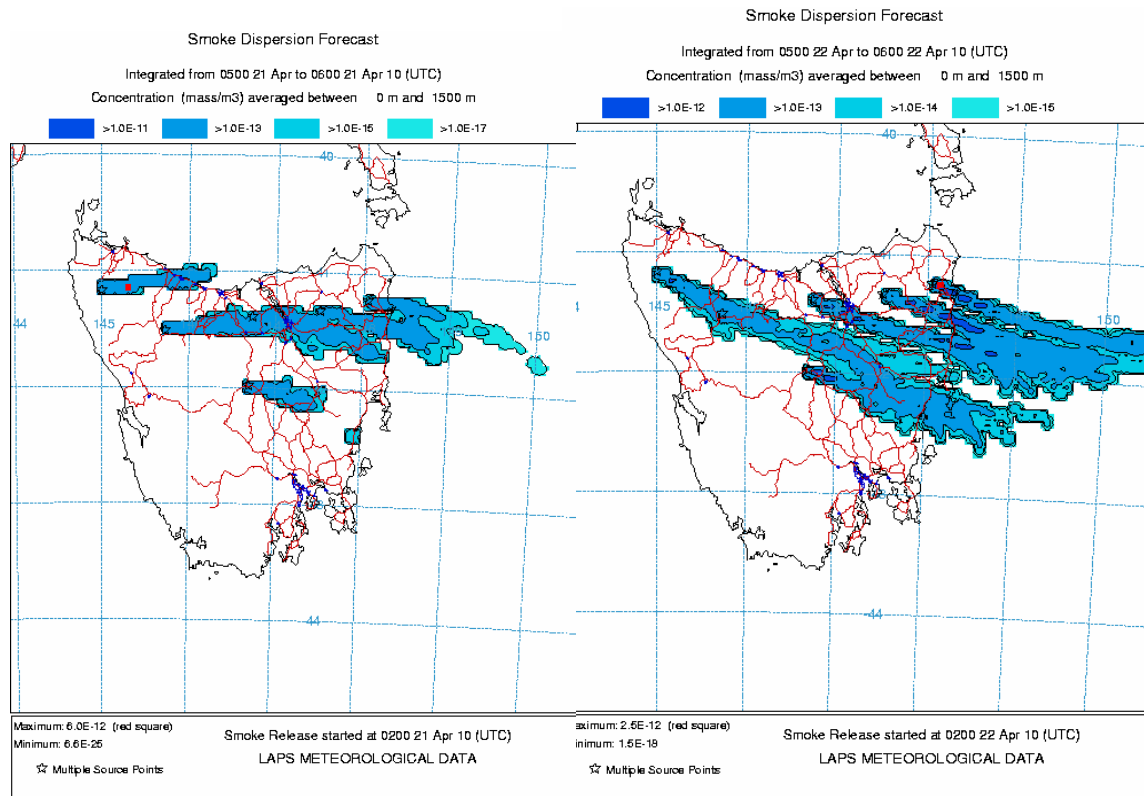 Smoke Dispersion Forecast
Integrated from 0500 21 Apr to 0600 21 Apr 10 (UTC)
Concentration (mass/m3) averaged between 0 m and 1500 m
>1.0E-11 >1.0E-13 >1.0E-15 >1.0E-17
40
41
44
145
150
44
Maximum: 6.0E-12 (red square)
Minimum: 6.6E-25
Smoke Release started at 0200 21 Apr 10 (UTC)
LAPS METEOROLOGICAL DATA
☆ Multiple Source Points
Smoke Dispersion Forecast
Integrated from 0500 22 Apr to 0600 22 Apr 10 (UTC)
Concentration (mass/m3) averaged between 0 m and 1500 m
>1.0E-12 >1.0E-13 >1.0E-14 >1.0E-15
40
145
150
-44
aximum: 2.5E-12 (red square)
linimum: 1.5E-18
Smoke Release started at 0200 22 Apr 10 (UTC)
LAPS METEOROLOGICAL DATA
☆ Multiple Source Points